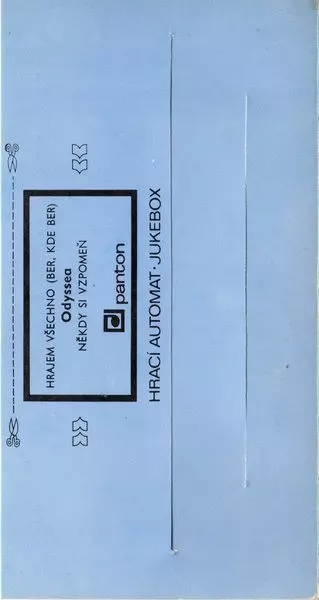 HRAJEM VŠECHNO (BER, KDE BER)
Odyssea
NĚKDY SI VZPOMEŇ
panton
HRACÍ AUTOMAT · JUKEBOX